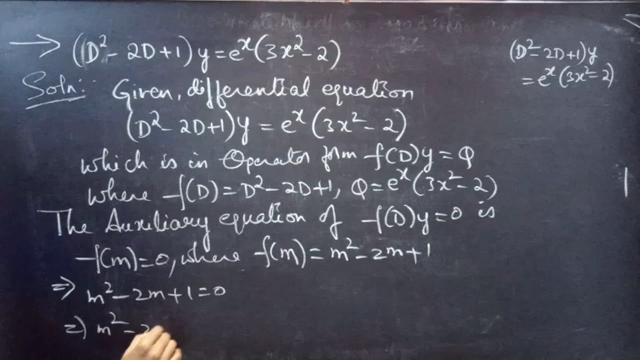 → (D² - 2D + 1) y = eˣ (3x² - 2)
Soln: Given, differential equation
(D² - 2D + 1) y = eˣ (3x² - 2)
which is in Operator form f(D)y = Q
where f(D) = D² - 2D + 1, Q = eˣ (3x² - 2)
The Auxiliary equation of f(D)y = 0 is
f(m) = 0, where f(m) = m² - 2m + 1
⇒ m² - 2m + 1 = 0
⇒ m² - 2
(D² - 2D + 1) y
= eˣ (3x² - 2)